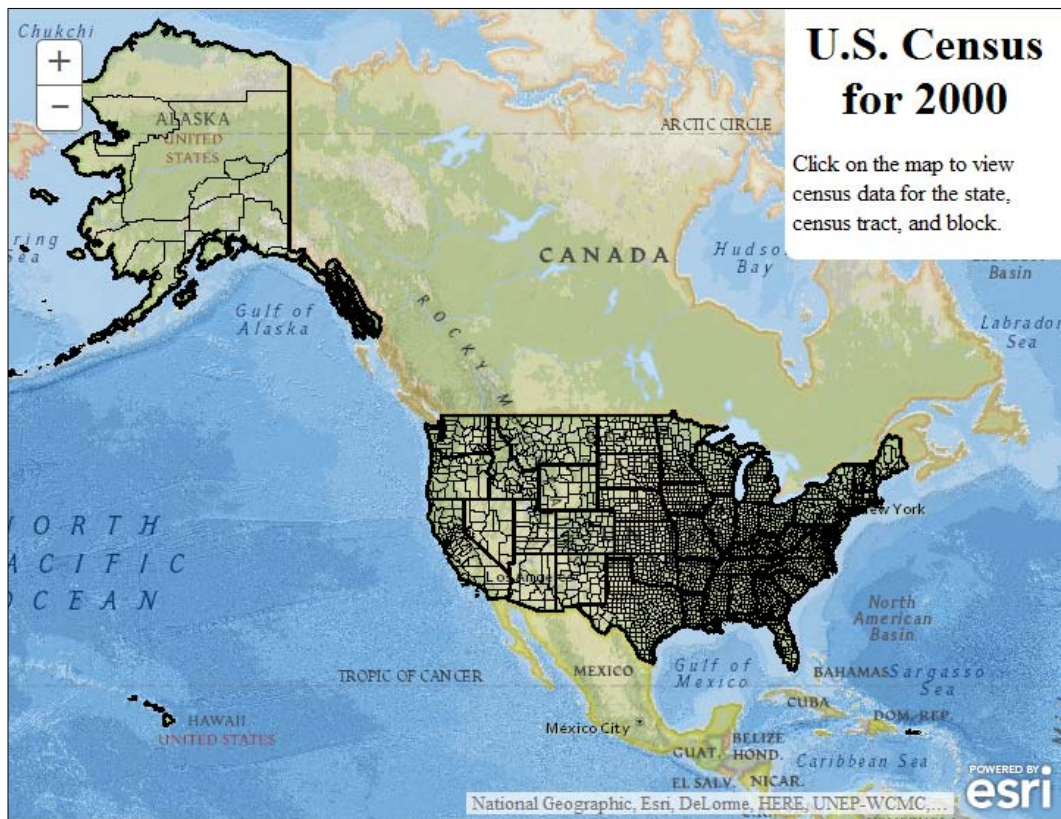 Chukchi
+
−
U.S. Census
for 2000
Click on the map to view
census data for the state,
census tract, and block.
ALASKA
UNITED
STATES
ARCTIC CIRCLE
ring
Sea
CANADA
Hudson
Bay
Basin
Gulf of
Alaska
Labrador
Sea
ROCKY M
New York
NORTH
PACIFIC
OCEAN
Los Angeles
North
American
Basin
TROPIC OF CANCER
MEXICO
Gulf of
Mexico
BAHAMAS
Sargasso
Sea
CUBA
DOM. REP.
HAWAII
UNITED STATES
México City
BELIZE
GUAT.
HOND.
Caribbean Sea
EL SALV.
NICAR.
POWERED BY
esri
National Geographic, Esri, DeLorme, HERE, UNEP-WCMC,...